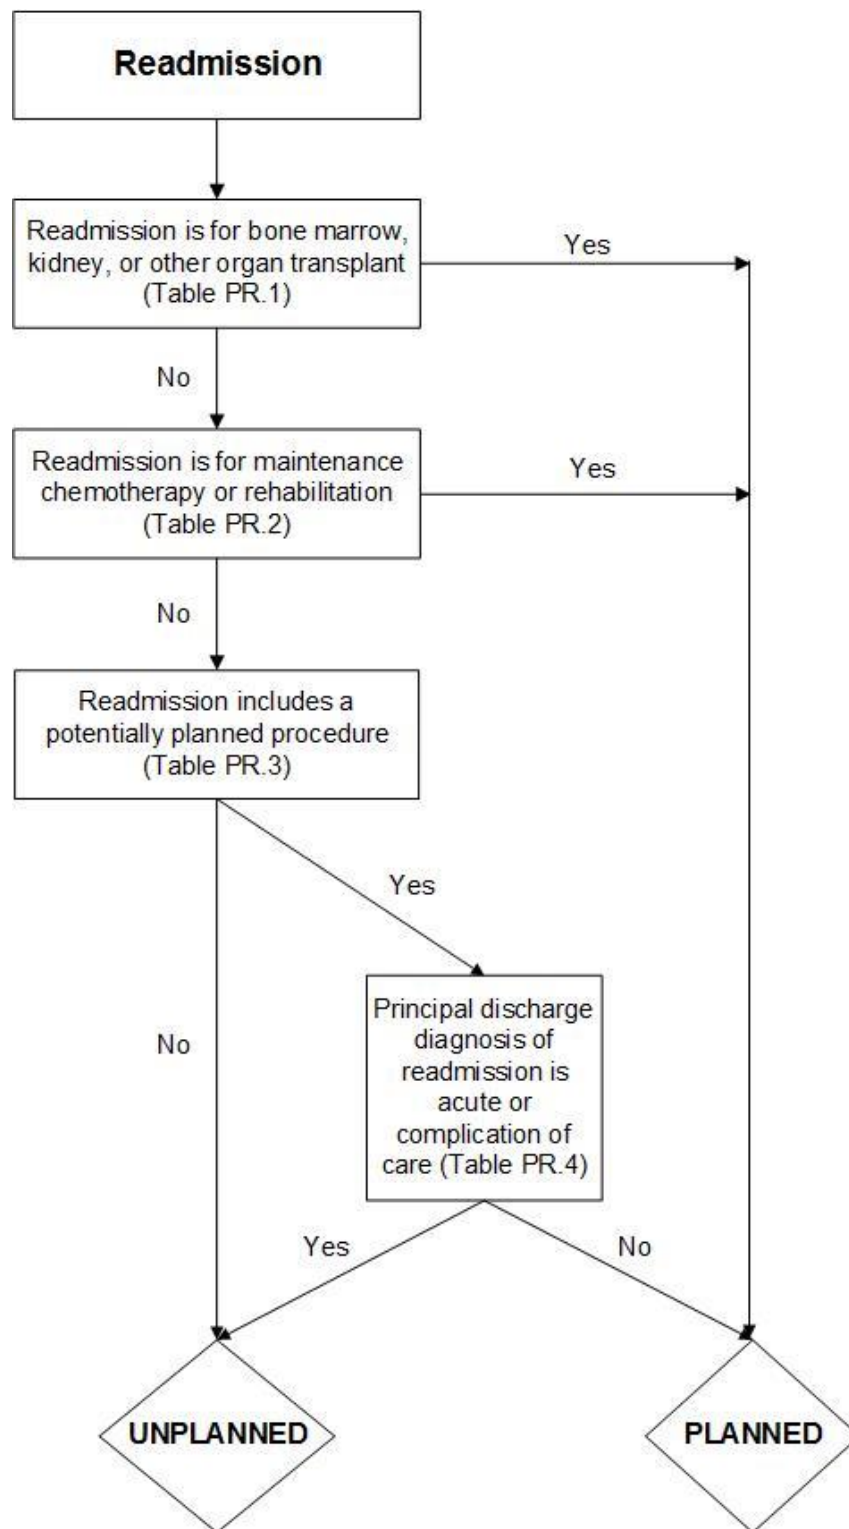 Readmission
Readmission is for bone marrow,
kidney, or other organ transplant
(Table PR.1)
Yes
No
Readmission is for maintenance
chemotherapy or rehabilitation
(Table PR.2)
Yes
No
Readmission includes a
potentially planned procedure
(Table PR.3)
Yes
No
Principal discharge
diagnosis of
readmission is
acute or
complication of
care (Table PR.4)
Yes
No
UNPLANNED
PLANNED